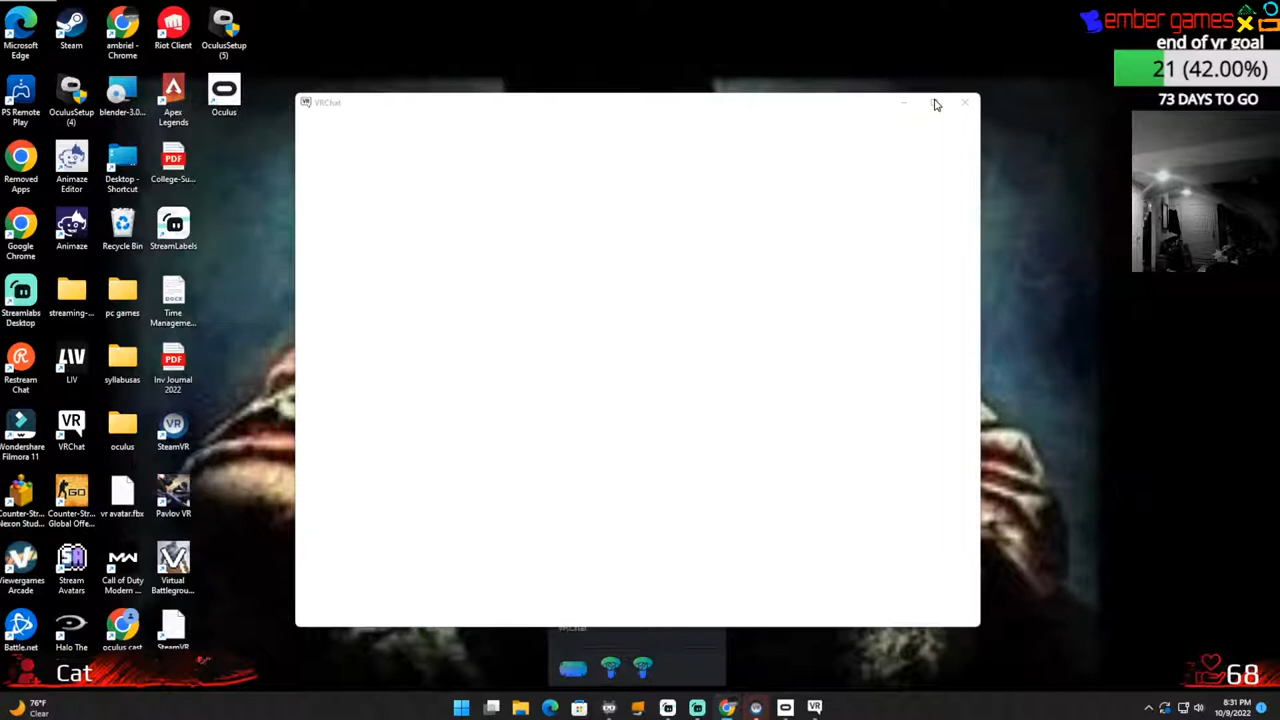 Microsoft Edge
Steam
ambriel - Chrome
Riot Client
OculusSetup (5)
PS Remote Play
OculusSetup (4)
blender-3.0...
Apex Legends
Oculus
Removed Apps
Animaze Editor
Desktop - Shortcut
College-Su...
Google Chrome
Animaze
Recycle Bin
StreamLabels
Streamlabs Desktop
streaming-...
pc games
Time Manageme...
Restream Chat
LIV
syllabusas
Inv Journal 2022
Wondershare Filmora 11
VRChat
oculus
SteamVR
Counter-Str... Nexon Stud...
Counter-Str... Global Offe...
vr avatar.fbx
Pavlov VR
Viewergames Arcade
Stream Avatars
Call of Duty Modern ...
Virtual Battlegrou...
Battle.net
Halo The
oculus cast
SteamVR
VRChat
VRChat
ember games
end of vr goal
21 (42.00%)
73 DAYS TO GO
Cat
68
76°F
Clear
8:31 PM
10/9/2022